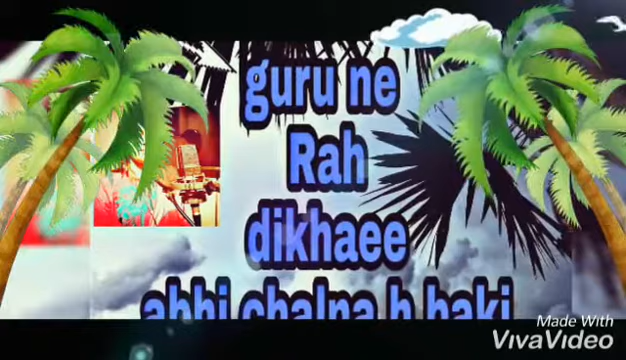 guru ne
Rah
dikhaee
abhi chalna h baki
Made With
VivaVideo